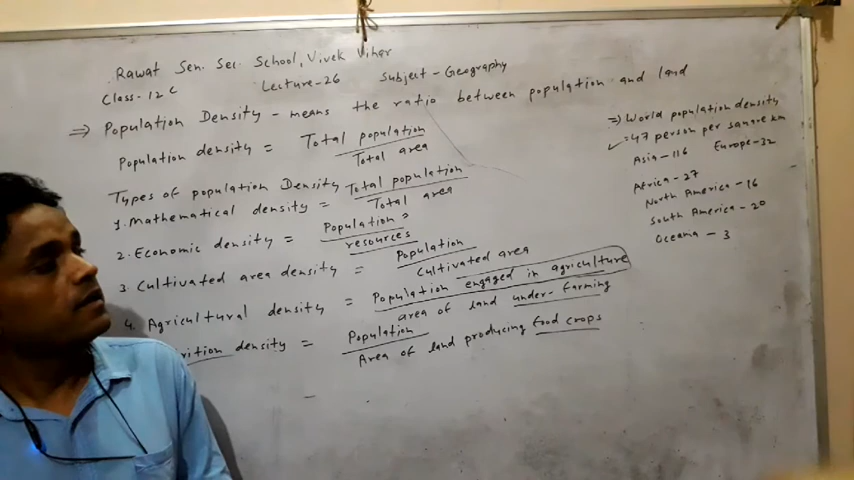 Rawat Sen. Sec. School, Vivek Vihar
Class-12 C Lecture-26 Subject-Geography
⇒ Population Density - means the ratio between population and land
Population density = Total population
Total area
Types of population Density
1. Mathematical density = Total population
Total area
2. Economic density = Population
resources
3. Cultivated area density = Population
Cultivated area
4. Agricultural density = Population engaged in agriculture
area of land under-farming
rition density = Population
Area of land producing food crops
⇒ World population density
= 47 person per square km
Asia-116 Europe-32
Africa-27
North America-16
South America-20
Oceania-3